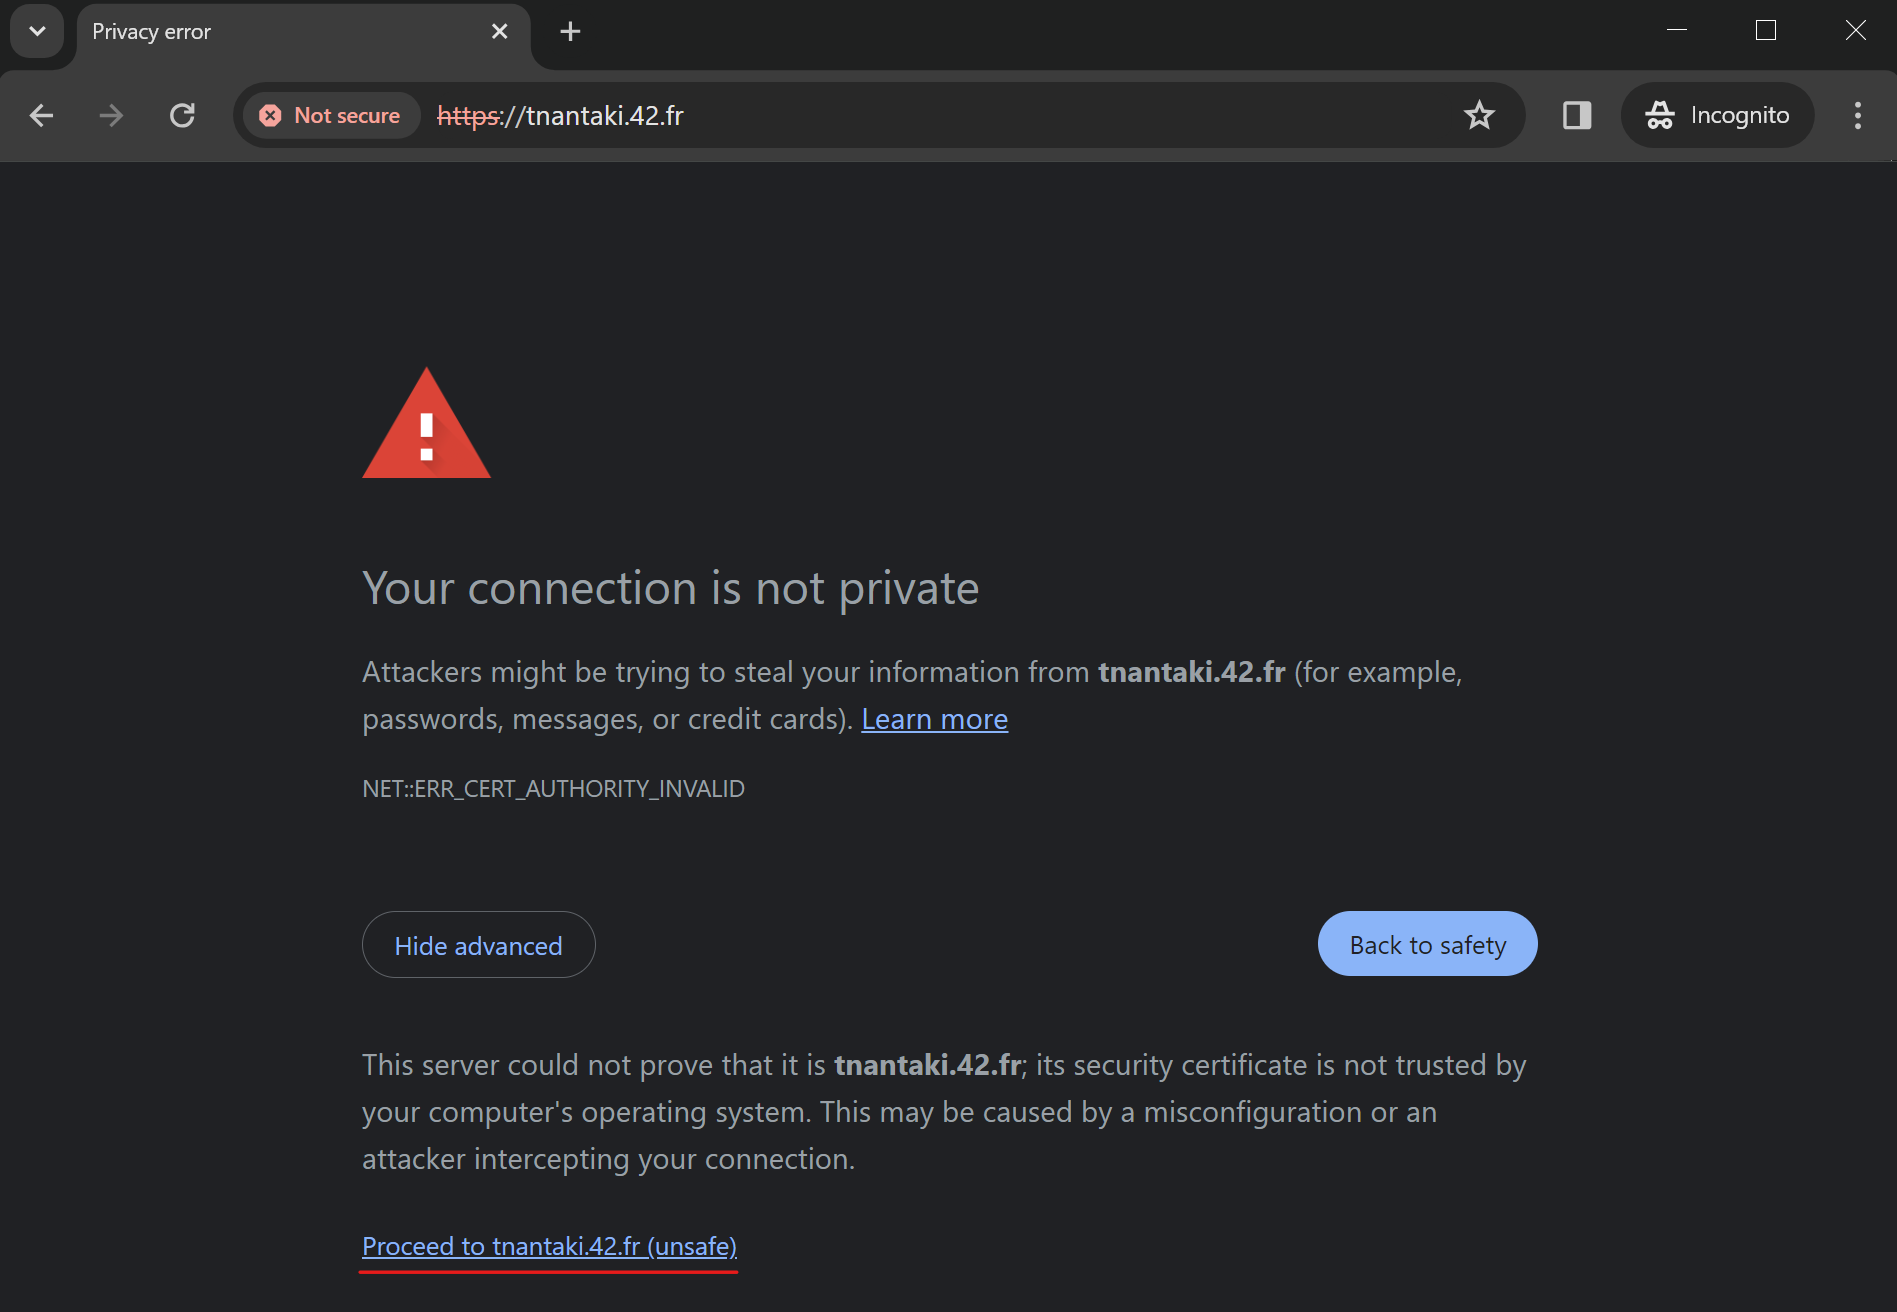 Privacy error
Not secure https://tnantaki.42.fr Incognito
Your connection is not private
Attackers might be trying to steal your information from tnantaki.42.fr (for example,
passwords, messages, or credit cards). Learn more
NET::ERR_CERT_AUTHORITY_INVALID
Hide advanced Back to safety
This server could not prove that it is tnantaki.42.fr; its security certificate is not trusted by
your computer's operating system. This may be caused by a misconfiguration or an
attacker intercepting your connection.
Proceed to tnantaki.42.fr (unsafe)